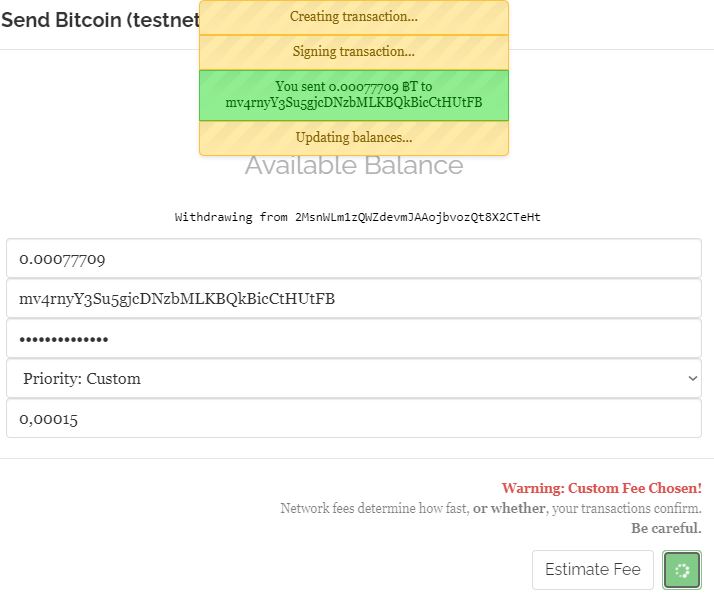 Send Bitcoin (testnet
Creating transaction...
Signing transaction...
You sent 0.00077709 ɃT to
mv4rnyY3Su5gjcDNzbMLKBQkBicCtHUtFB
Updating balances...
Available Balance
Withdrawing from 2MsnWLm1zQWZdevmJAAojbvozQt8X2CTeHt
0.00077709
mv4rnyY3Su5gjcDNzbMLKBQkBicCtHUtFB
••••••••••••••
Priority: Custom
0,00015
Warning: Custom Fee Chosen!
Network fees determine how fast, or whether, your transactions confirm.
Be careful.
Estimate Fee